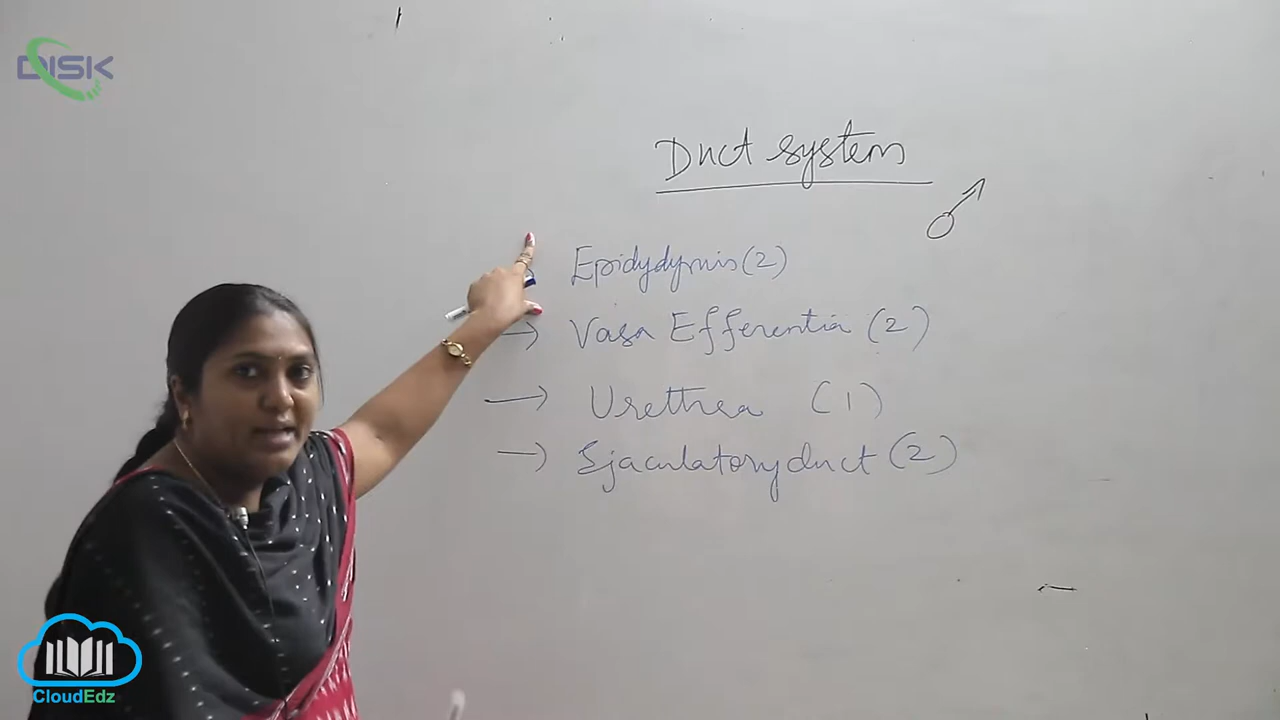 DISK
Duct system
Epidydymis (2)
Vasa Efferentia (2)
Urethra (1)
Ejaculatory duct (2)
CloudEdz